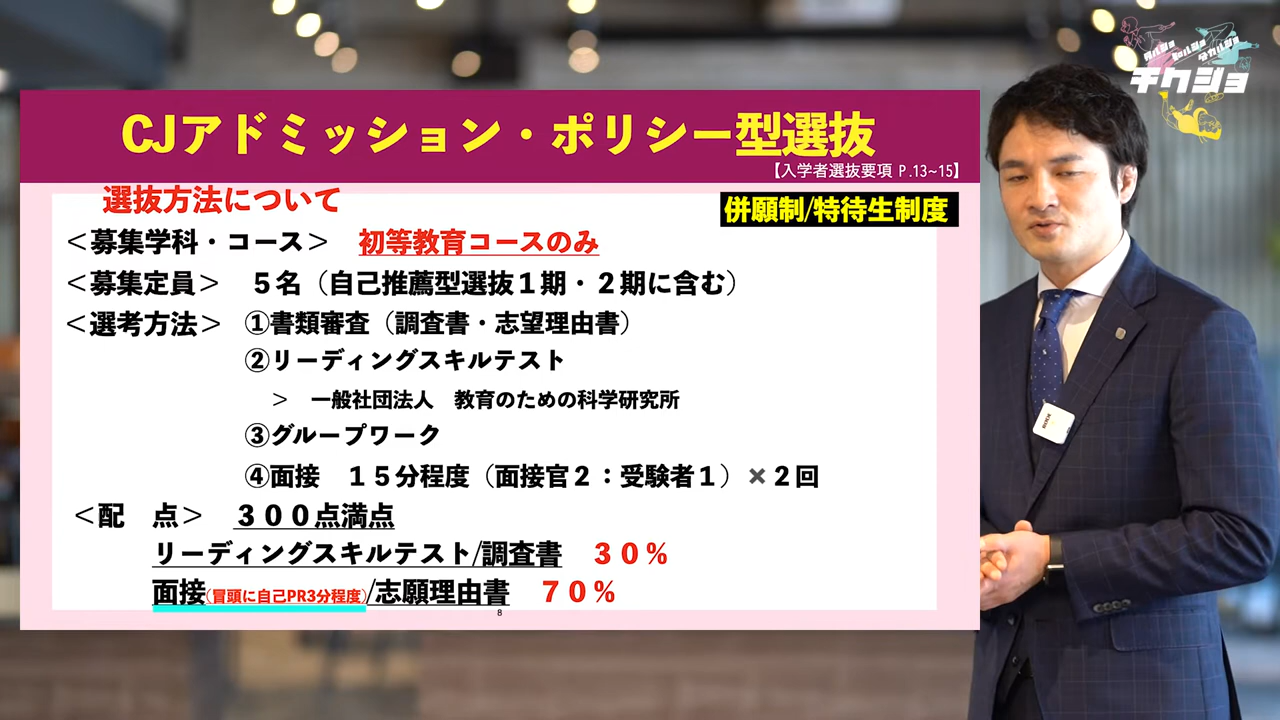 CJアドミッション・ポリシー型選抜
【入学者選抜要項 P.13~15】
選抜方法について
併願制/特待生制度
＜募集学科・コース＞ 初等教育コースのみ
＜募集定員＞ ５名（自己推薦型選抜１期・２期に含む）
＜選考方法＞ ①書類審査（調査書・志望理由書）
②リーディングスキルテスト
＞ 一般社団法人 教育のための科学研究所
③グループワーク
④面接 １５分程度（面接官２：受験者１）×２回
＜配 点＞ ３００点満点
リーディングスキルテスト/調査書 ３０%
面接(冒頭に自己PR3分程度)/志願理由書 ７０%
8
チクジョ